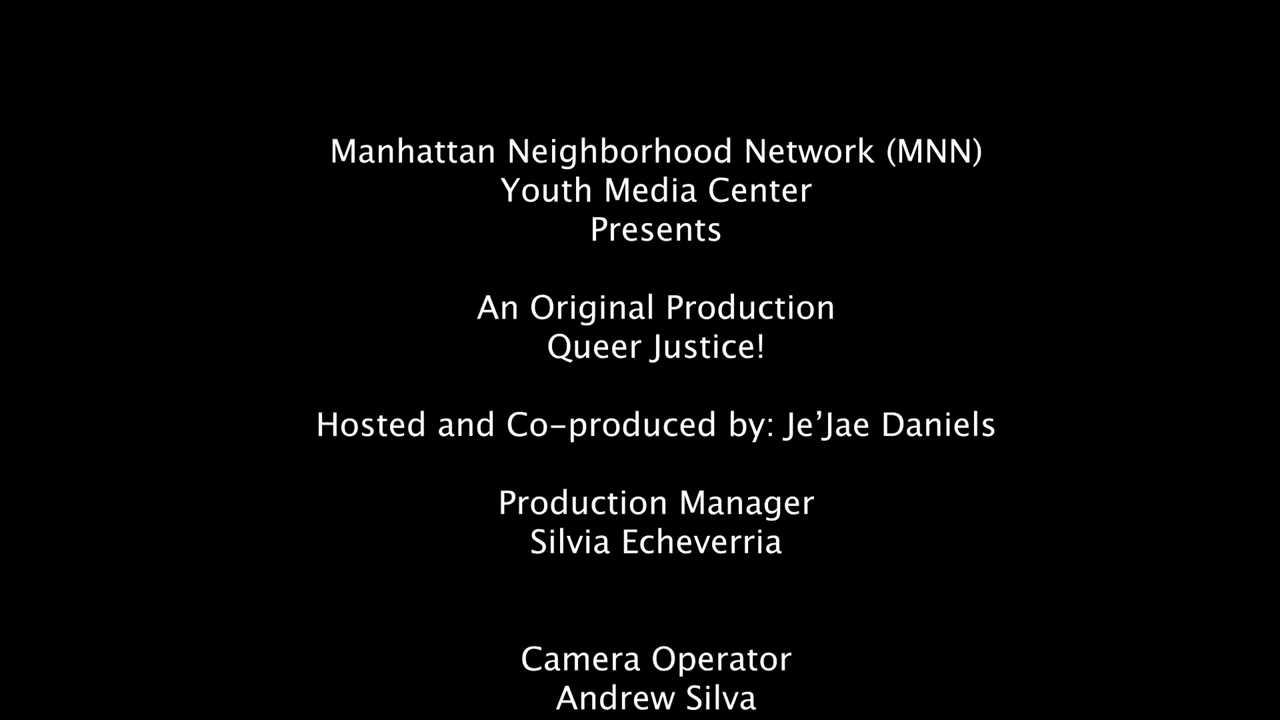 Manhattan Neighborhood Network (MNN)
Youth Media Center
Presents
An Original Production
Queer Justice!
Hosted and Co-produced by: Je’Jae Daniels
Production Manager
Silvia Echeverria
Camera Operator
Andrew Silva